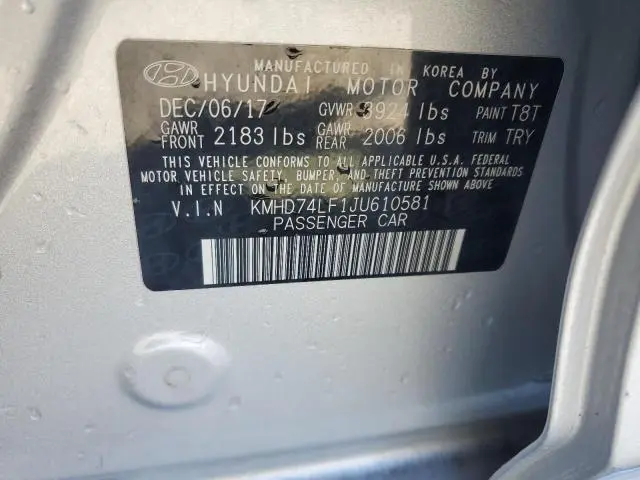 MANUFACTURED IN KOREA BY
HYUNDAI MOTOR COMPANY
DEC/06/17 GVWR 3924 lbs PAINT T8T
GAWR FRONT 2183 lbs GAWR REAR 2006 lbs TRIM TRY
THIS VEHICLE CONFORMS TO ALL APPLICABLE U.S.A. FEDERAL
MOTOR VEHICLE SAFETY, BUMPER, AND THEFT PREVENTION STANDARDS
IN EFFECT ON THE DATE OF MANUFACTURE SHOWN ABOVE.
V.I.N KMHD74LF1JU610581
PASSENGER CAR